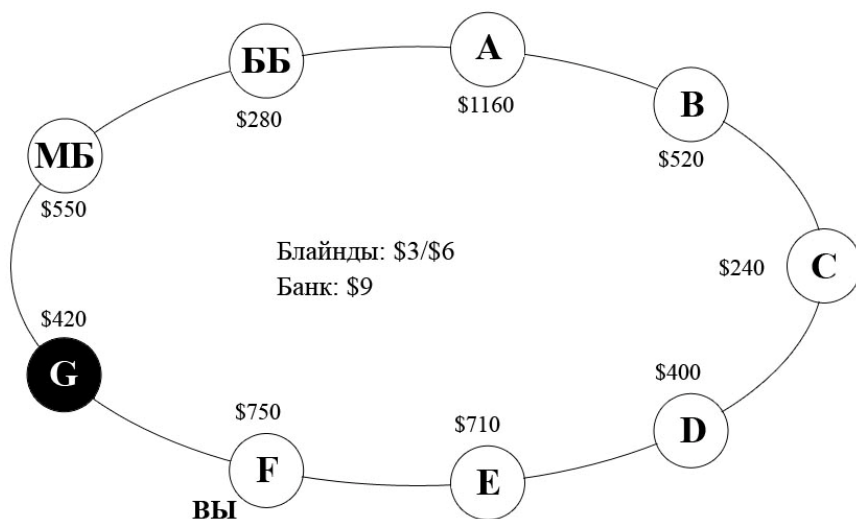 ББ
$280
А
$1160
В
$520
МБ
$550
Блайнды: $3/$6
Банк: $9
С
$240
$420
G
$750
F
ВЫ
$710
E
$400
D